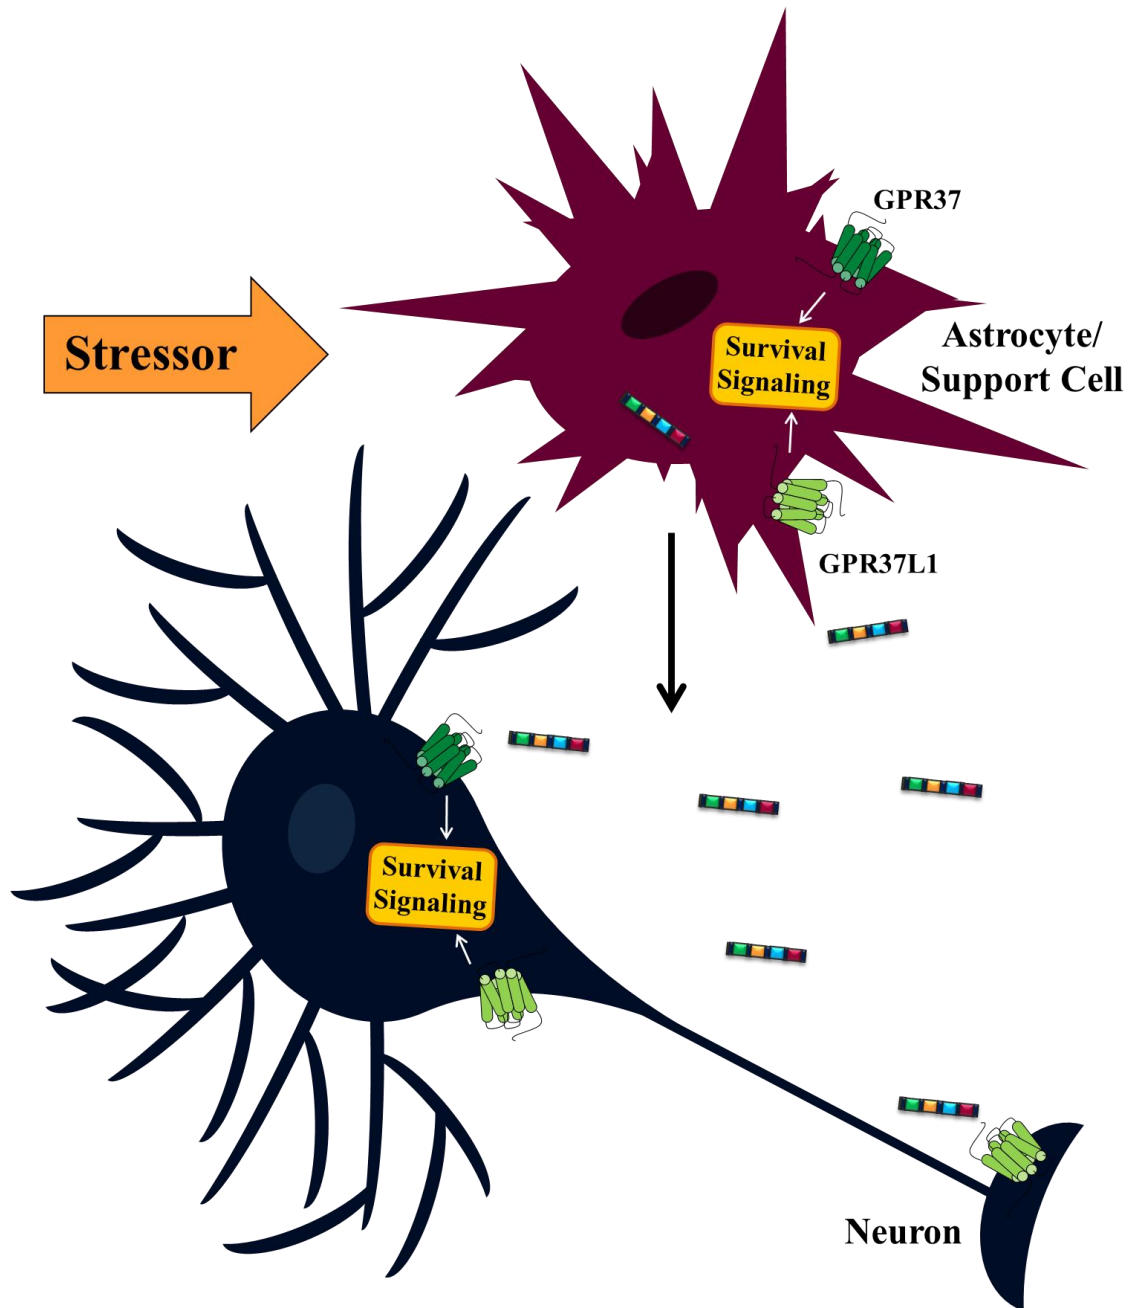 GPR37
Stressor
Survival
Signaling
Astrocyte/
Support Cell
GPR37L1
Survival
Signaling
Neuron